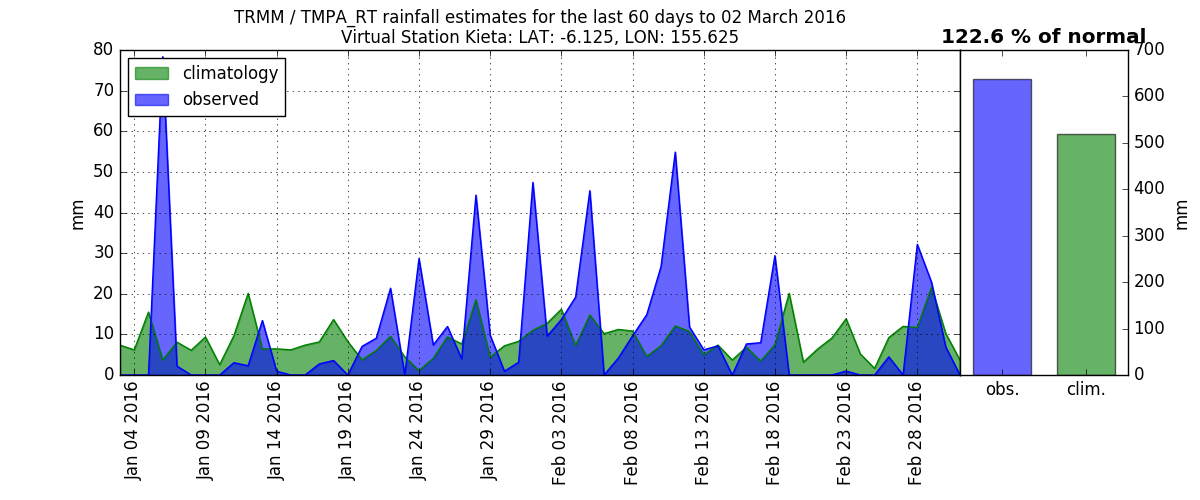 TRMM / TMPA_RT rainfall estimates for the last 60 days to 02 March 2016
Virtual Station Kieta: LAT: -6.125, LON: 155.625
122.6 % of normal
climatology
observed
80
70
60
50
40
30
20
10
0
mm
Jan 04 2016
Jan 09 2016
Jan 14 2016
Jan 19 2016
Jan 24 2016
Jan 29 2016
Feb 03 2016
Feb 08 2016
Feb 13 2016
Feb 18 2016
Feb 23 2016
Feb 28 2016
obs.
clim.
700
600
500
400
300
200
100
0
mm